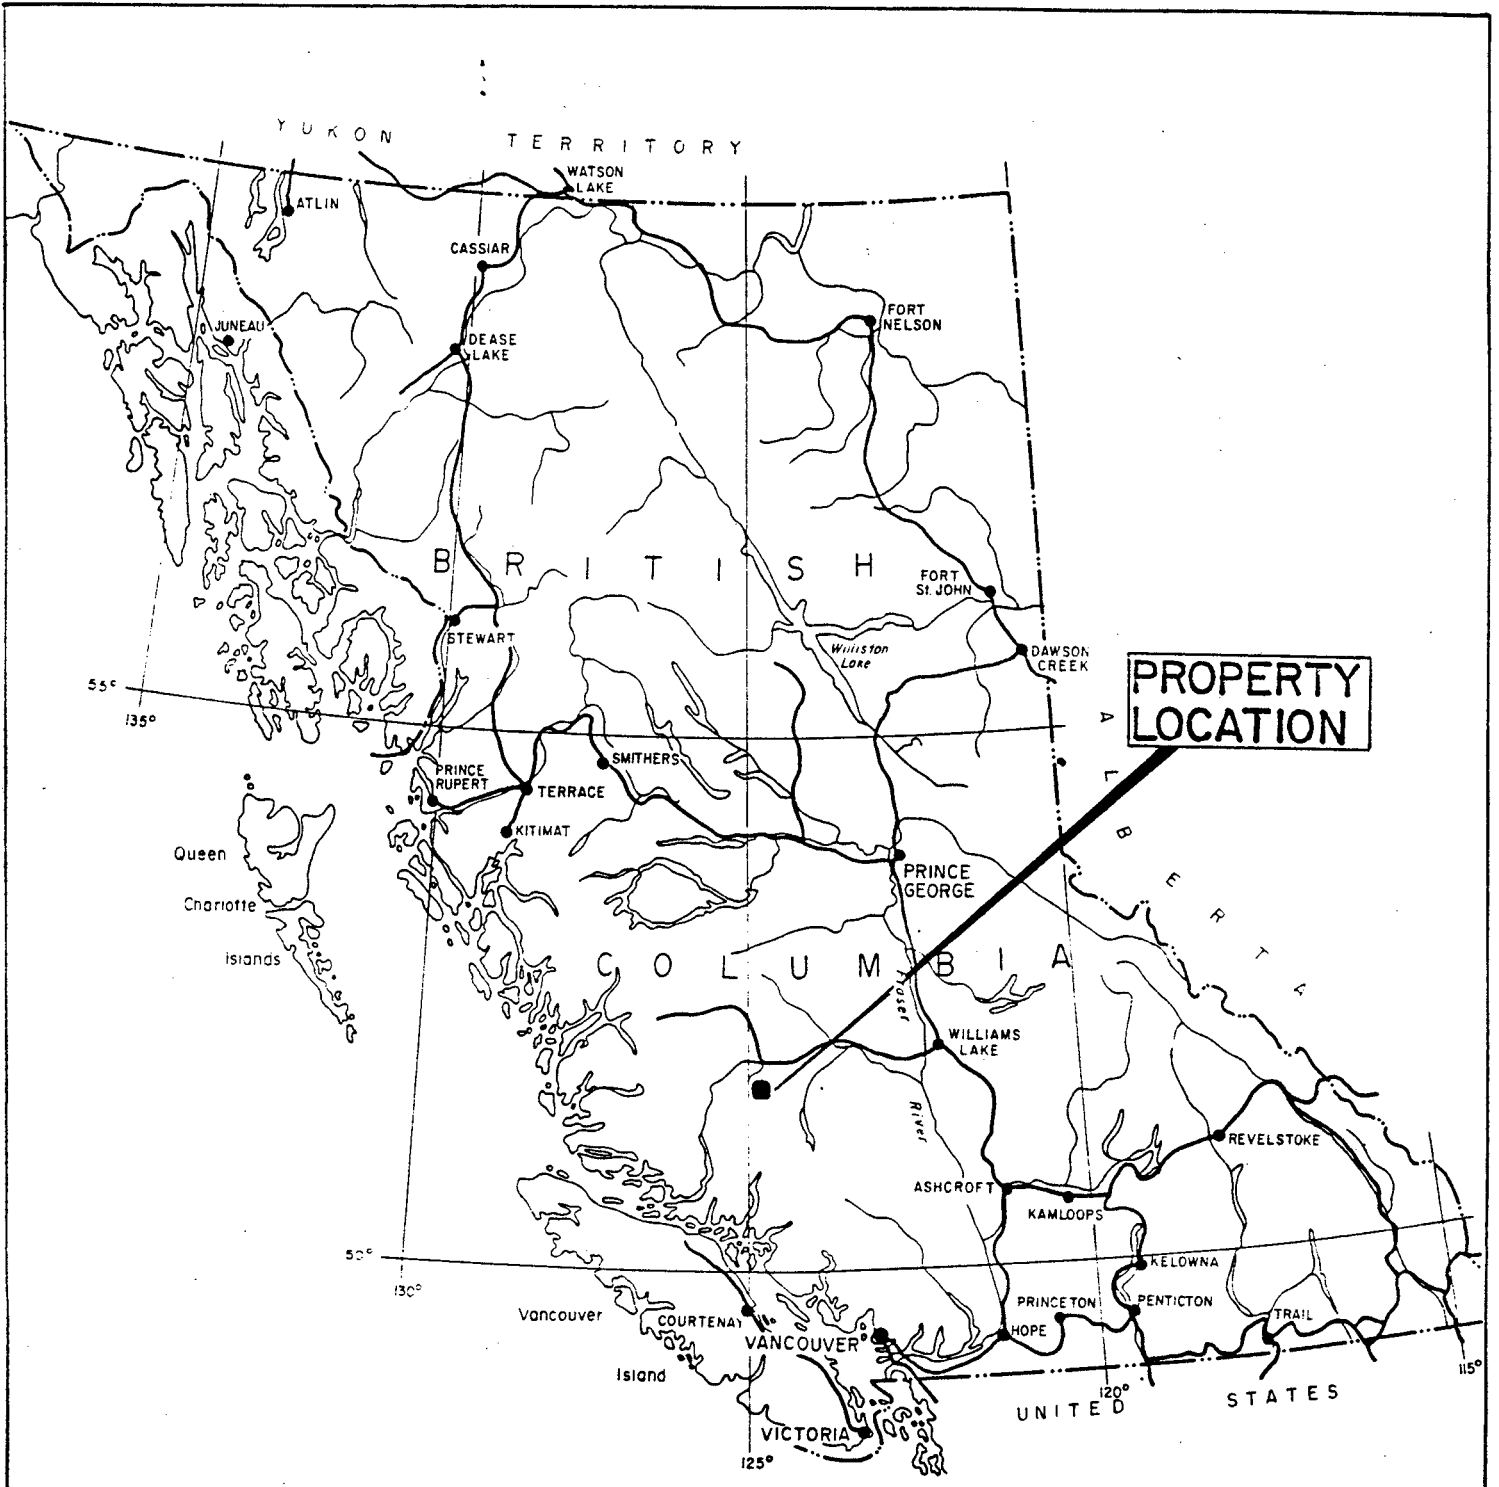 YUKON TERRITORY
WATSON
LAKE
ATLIN
CASSIAR
JUNEAU
DEASE
LAKE
FORT
NELSON
BRITISH
FORT
St. JOHN
STEWART
Williston
Lake
DAWSON
CREEK
PROPERTY
LOCATION
55°
135°
ALBERTA
SMITHERS
PRINCE
RUPERT
TERRACE
KITIMAT
PRINCE
GEORGE
Queen
Charlotte
Islands
COLUMBIA
Fraser
River
WILLIAMS
LAKE
REVELSTOKE
ASHCROFT
KAMLOOPS
50°
130°
KELOWNA
PRINCETON
PENTICTON
Vancouver
Island
COURTENAY
VANCOUVER
HOPE
TRAIL
120°
115°
UNITED STATES
VICTORIA
125°